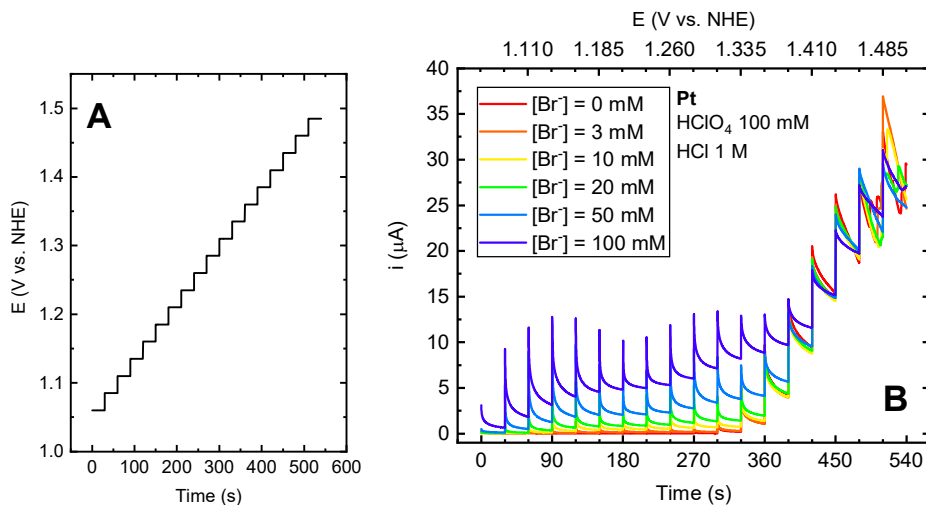 A
E (V vs. NHE)
1.5
1.4
1.3
1.2
1.1
1.0
0 100 200 300 400 500 600
Time (s)
E (V vs. NHE)
1.110 1.185 1.260 1.335 1.410 1.485
i (μA)
40
35
30
25
20
15
10
5
0
[Br⁻] = 0 mM
[Br⁻] = 3 mM
[Br⁻] = 10 mM
[Br⁻] = 20 mM
[Br⁻] = 50 mM
[Br⁻] = 100 mM
Pt
HClO₄ 100 mM
HCl 1 M
B
0 90 180 270 360 450 540
Time (s)